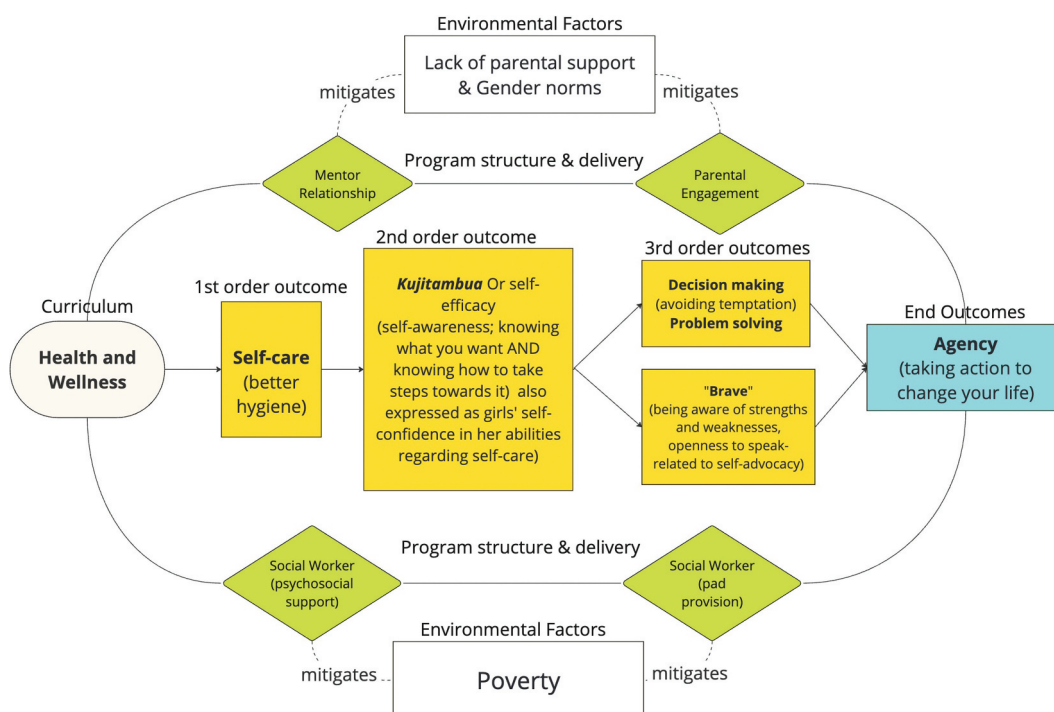 Environmental Factors
Lack of parental support
& Gender norms
mitigates
mitigates
Program structure & delivery
Mentor
Relationship
Parental
Engagement
2nd order outcome
3rd order outcomes
1st order outcome
Curriculum
End Outcomes
Health and
Wellness
Self-care
(better
hygiene)
Kujitambua Or self-
efficacy
(self-awareness; knowing
what you want AND
knowing how to take
steps towards it) also
expressed as girls' self-
confidence in her abilities
regarding self-care)
Decision making
(avoiding temptation)
Problem solving
"Brave"
(being aware of strengths
and weaknesses,
openness to speak-
related to self-advocacy)
Agency
(taking action to
change your life)
Program structure & delivery
Social Worker
(psychosocial
support)
Social Worker
(pad
provision)
Environmental Factors
Poverty
mitigates
mitigates